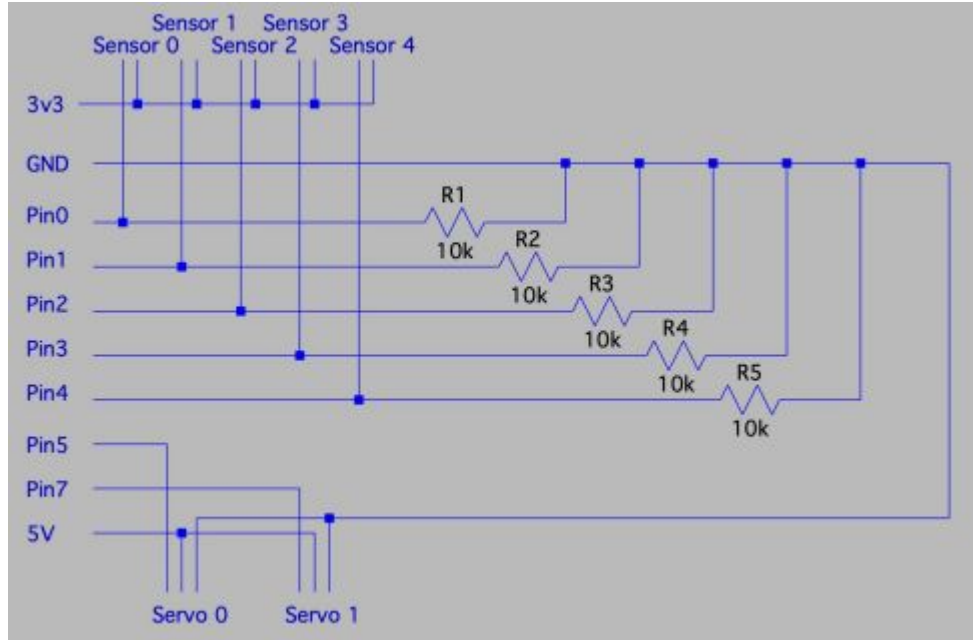 Sensor 1 Sensor 3
Sensor 0 Sensor 2 Sensor 4
3v3
GND
R1
Pin0
10k
R2
Pin1
10k
R3
Pin2
10k
R4
Pin3
10k
R5
Pin4
10k
Pin5
Pin7
5V
Servo 0 Servo 1